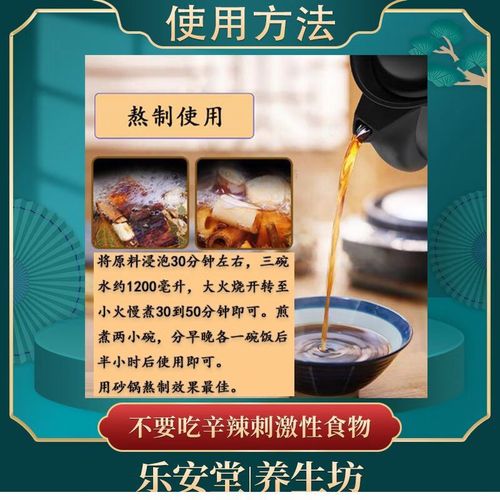 使用方法
熬制使用
将原料浸泡30分钟左右，三碗
水约1200毫升，大火烧开转至
小火慢煮30到50分钟即可。煎
煮两小碗，分早晚各一碗饭后
半小时后使用即可。
用砂锅熬制效果最佳。
不要吃辛辣刺激性食物
乐安堂|养生坊